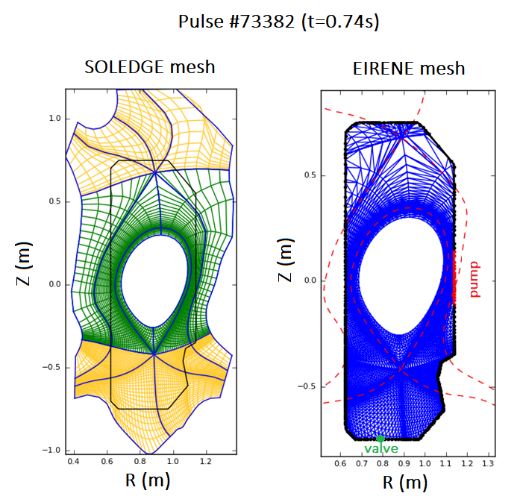 Pulse #73382 (t=0.74s)
SOLEDGE mesh
EIRENE mesh
Z (m)
1.0
0.5
0.0
−0.5
−1.0
0.4 0.6 0.8 1.0 1.2
R (m)
Z (m)
0.5
0.0
−0.5
pump
valve
0.6 0.7 0.8 0.9 1.0 1.1 1.3
R (m)